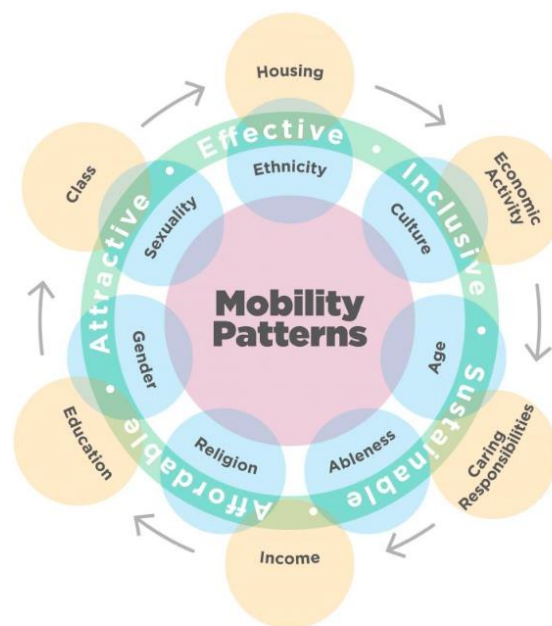 Housing
Economic
Activity
Caring
Responsibilities
Income
Education
Class
Effective • Inclusive • Sustainable • Affordable • Attractive •
Ethnicity
Culture
Age
Ableness
Religion
Gender
Sexuality
Mobility
Patterns